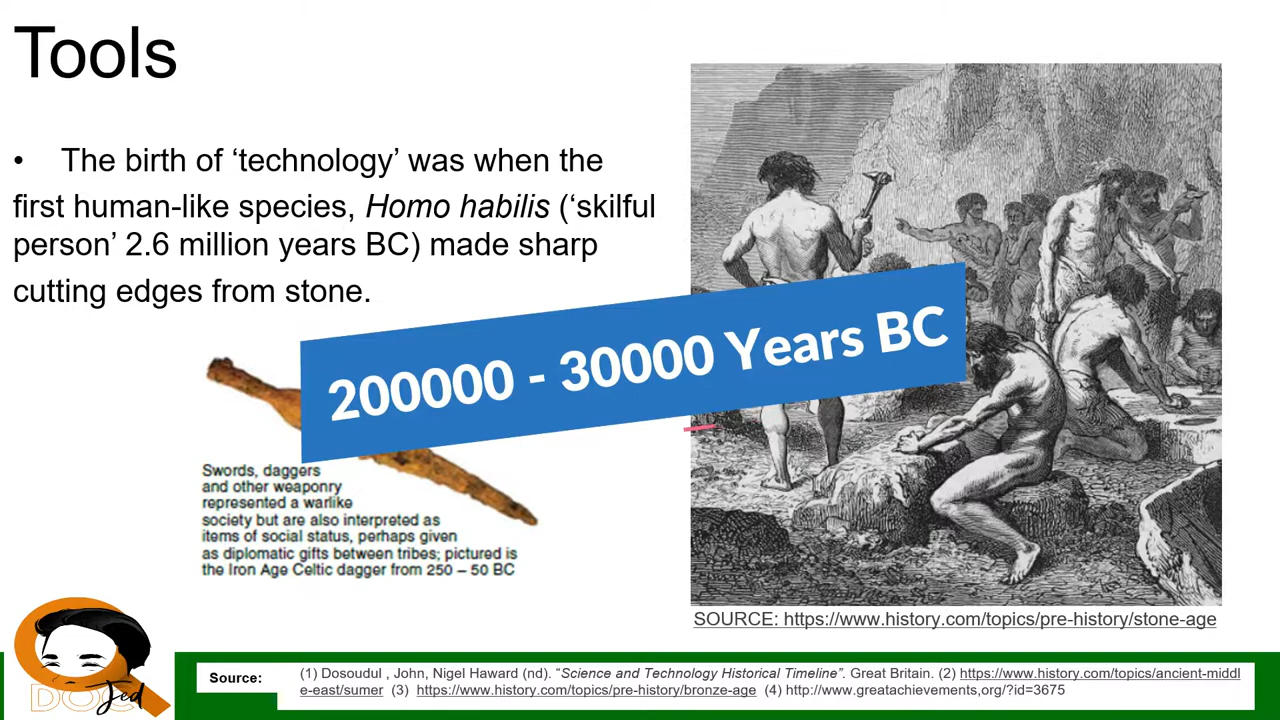 Tools
• The birth of ‘technology’ was when the
first human-like species, Homo habilis (‘skilful
person’ 2.6 million years BC) made sharp
cutting edges from stone.
200000 - 30000 Years BC
Swords, daggers
and other weaponry
represented a warlike
society but are also interpreted as
items of social status, perhaps given
as diplomatic gifts between tribes; pictured is
the Iron Age Celtic dagger from 250 – 50 BC
SOURCE: https://www.history.com/topics/pre-history/stone-age
DOC Jed
Source:
(1) Dosoudul , John, Nigel Haward (nd). “Science and Technology Historical Timeline”. Great Britain. (2) https://www.history.com/topics/ancient-middl
e-east/sumer (3) https://www.history.com/topics/pre-history/bronze-age (4) http://www.greatachievements,org/?id=3675